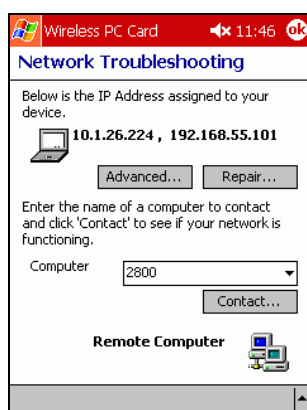 Wireless PC Card 11:46 ok
Network Troubleshooting
Below is the IP Address assigned to your
device.
10.1.26.224 , 192.168.55.101
Advanced... Repair...
Enter the name of a computer to contact
and click 'Contact' to see if your network is
functioning.
Computer 2800
Contact...
Remote Computer